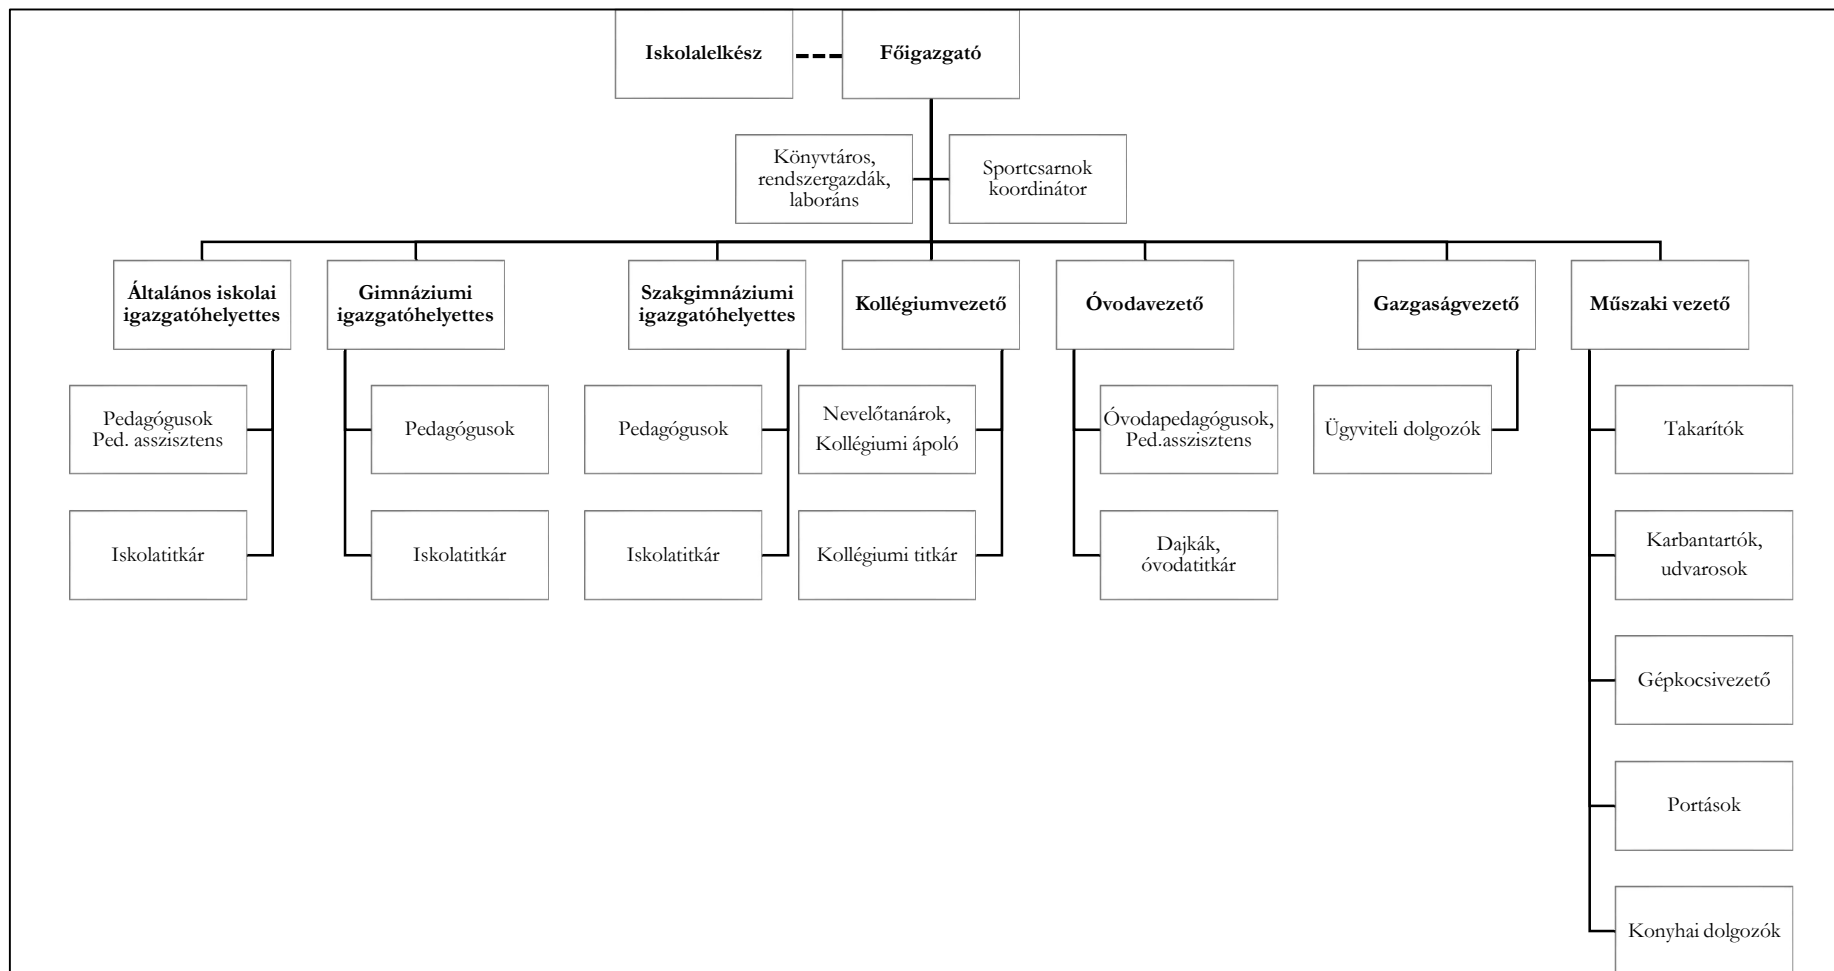 Iskolalelkész
Főigazgató
Könyvtáros,
rendszergazdák,
laboráns
Sportcsarnok
koordinátor
Általános iskolai
igazgatóhelyettes
Gimnáziumi
igazgatóhelyettes
Szakgimnáziumi
igazgatóhelyettes
Kollégiumvezető
Óvodavezető
Gazgaságvezető
Műszaki vezető
Pedagógusok
Ped. asszisztens
Pedagógusok
Pedagógusok
Nevelőtanárok,
Kollégiumi ápoló
Óvodapedagógusok,
Ped.asszisztens
Ügyviteli dolgozók
Takarítók
Iskolatitkár
Iskolatitkár
Iskolatitkár
Kollégiumi titkár
Dajkák,
óvodatitkár
Karbantartók,
udvarosok
Gépkocsivezető
Portások
Konyhai dolgozók